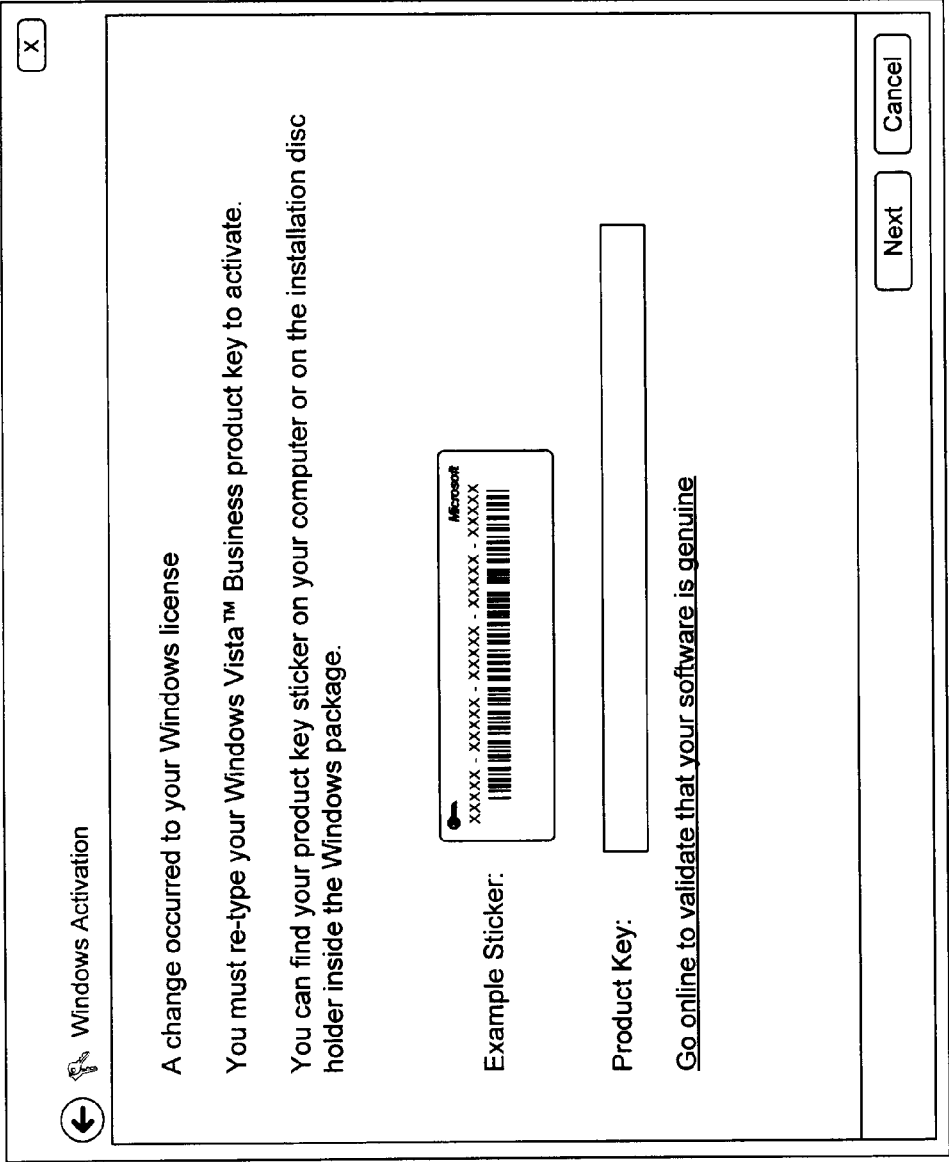 X
Windows Activation
A change occurred to your Windows license
You must re-type your Windows Vista™ Business product key to activate.
You can find your product key sticker on your computer or on the installation disc
holder inside the Windows package.
Example Sticker:
Microsoft
XXXXX - XXXXX - XXXXX - XXXXX - XXXXX
Product Key:
Go online to validate that your software is genuine
Next
Cancel